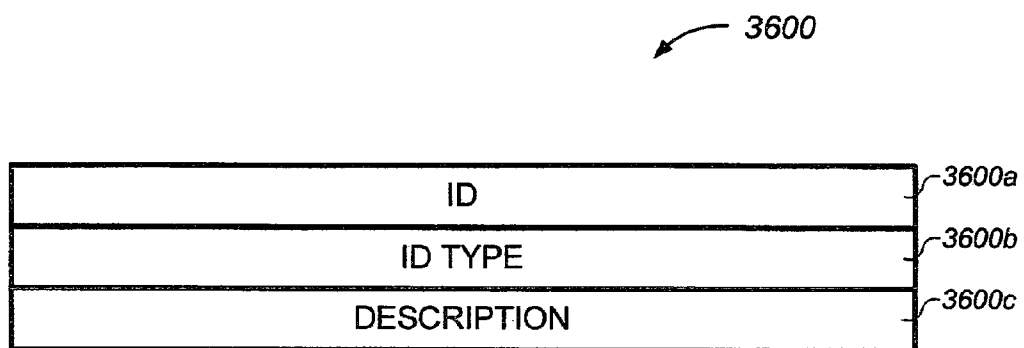 3600
ID
3600a
ID TYPE
3600b
DESCRIPTION
3600c